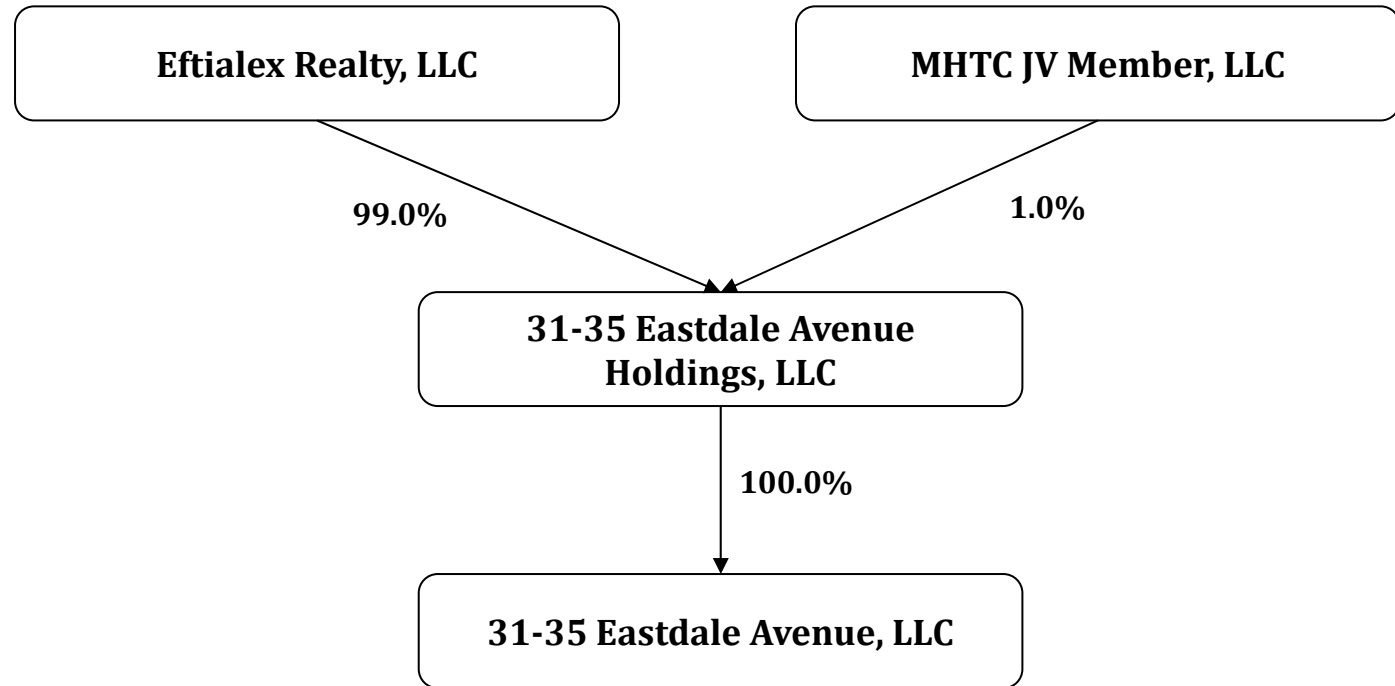 Eftialex Realty, LLC
MHTC JV Member, LLC
99.0%
1.0%
31-35 Eastdale Avenue
Holdings, LLC
100.0%
31-35 Eastdale Avenue, LLC